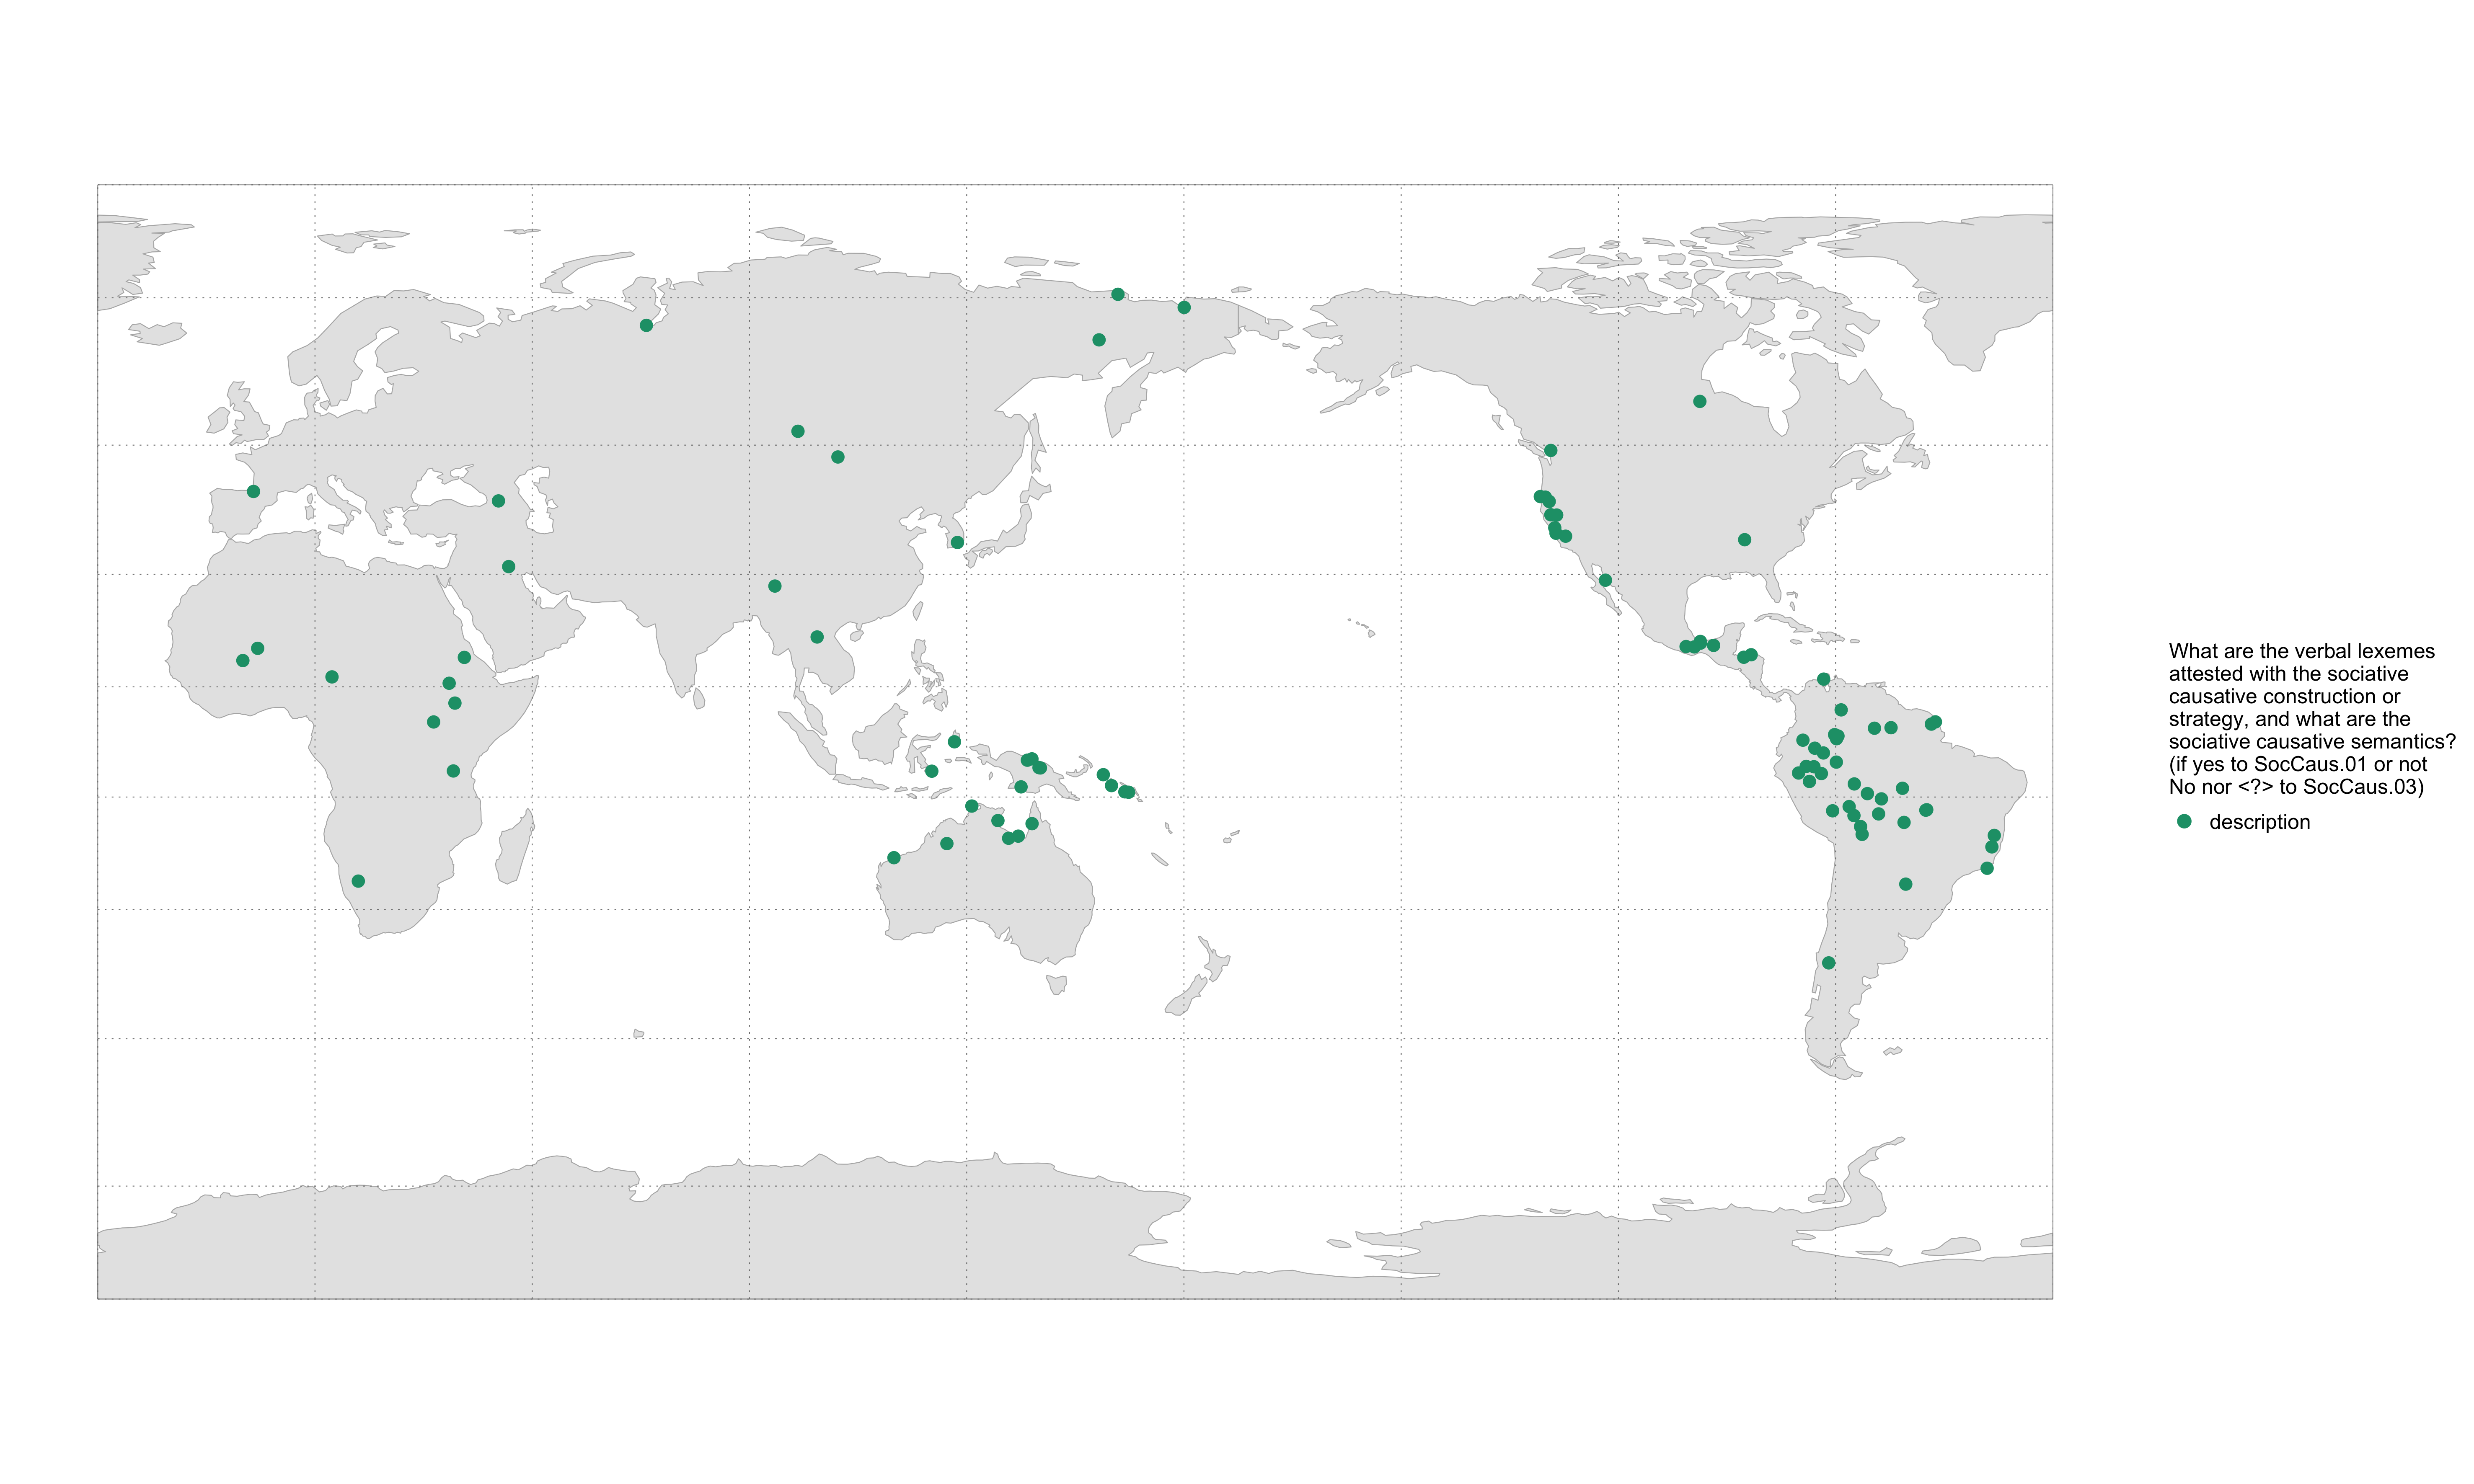 What are the verbal lexemes
attested with the sociative
causative construction or
strategy, and what are the
sociative causative semantics?
(if yes to SocCaus.01 or not
No nor <?> to SocCaus.03)
description